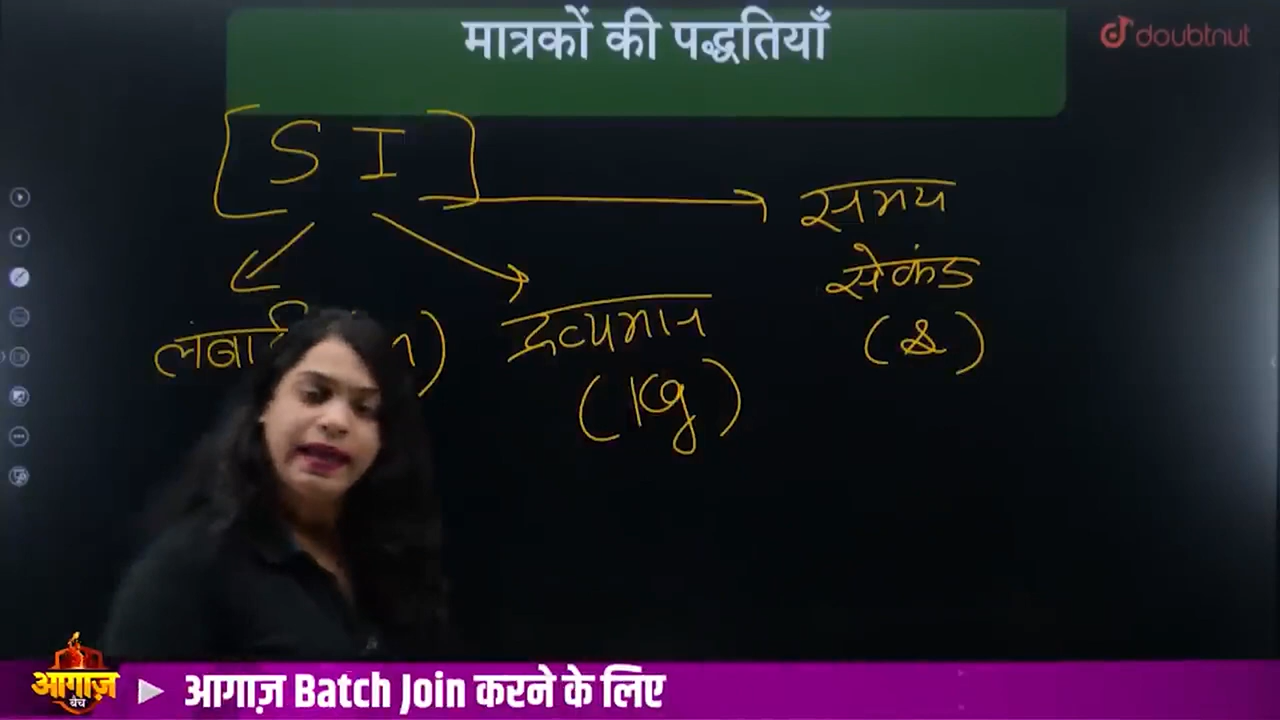 मात्रकों की पद्धतियाँ
doubtnut
[SI]
समय
सेकंड
(s)
द्रव्यमान
(Kg)
आगाज़
बैच
आगाज़ Batch Join करने के लिए